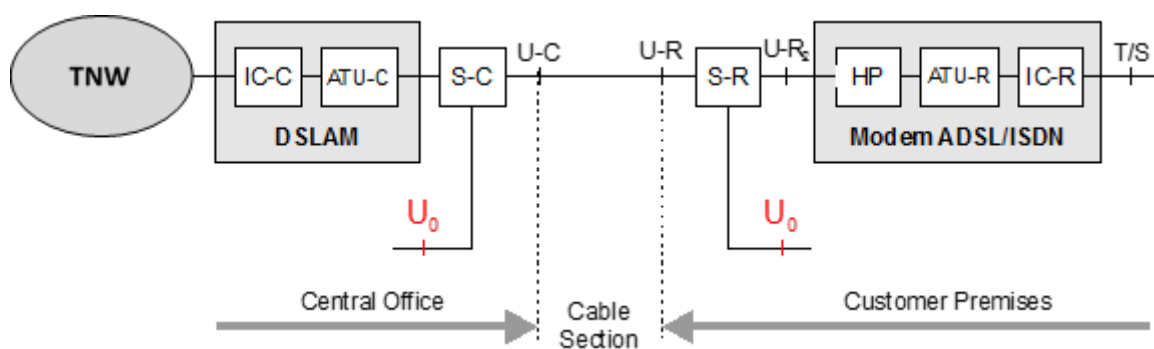 U-C
U-R
U-R₂
T/S
TNW
IC-C
ATU-C
S-C
S-R
HP
ATU-R
IC-R
DSLAM
Modem ADSL/ISDN
U₀
U₀
Central Office
Cable
Section
Customer Premises